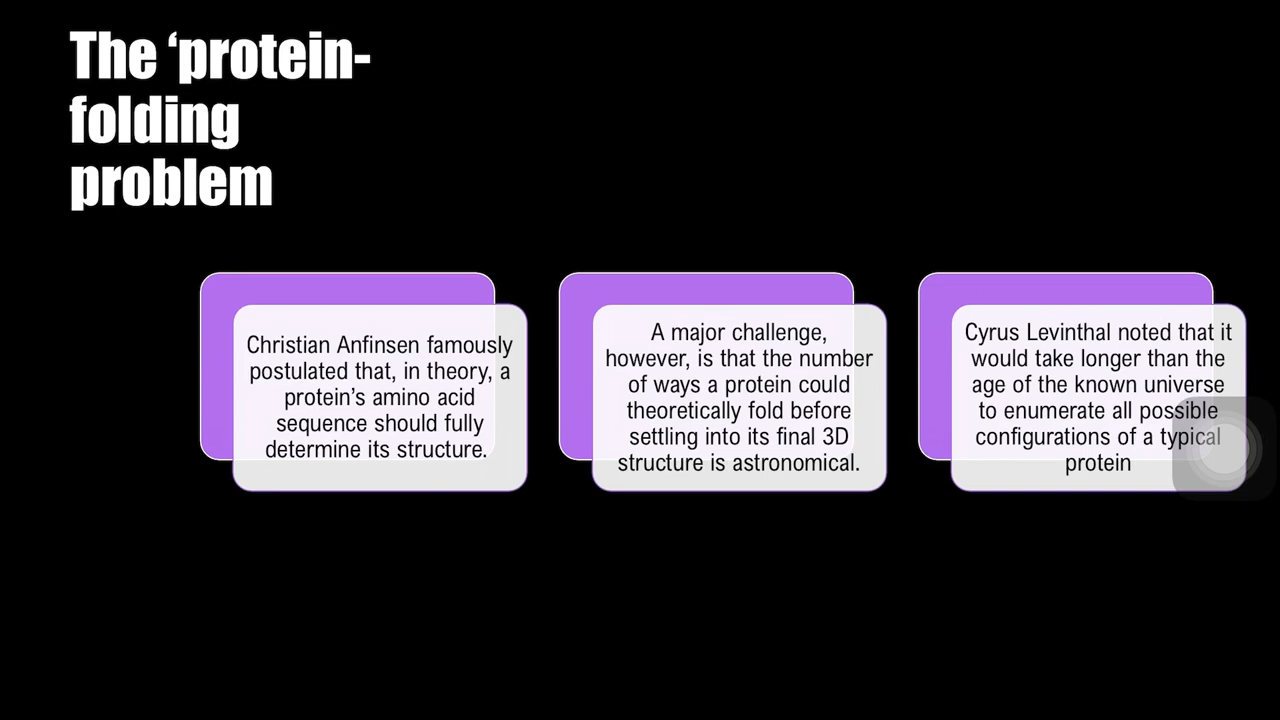 The ‘protein-
folding
problem
Christian Anfinsen famously
postulated that, in theory, a
protein’s amino acid
sequence should fully
determine its structure.
A major challenge,
however, is that the number
of ways a protein could
theoretically fold before
settling into its final 3D
structure is astronomical.
Cyrus Levinthal noted that it
would take longer than the
age of the known universe
to enumerate all possible
configurations of a typical
protein